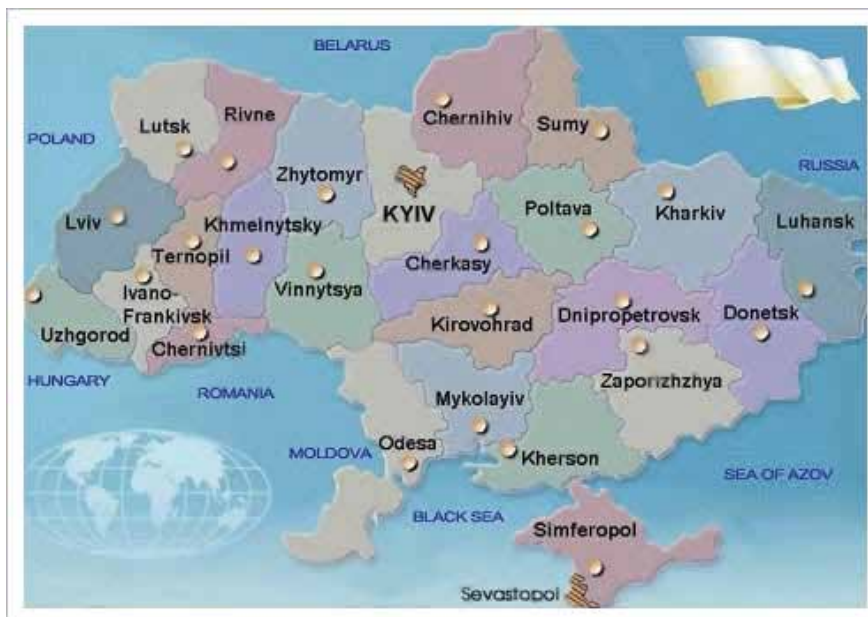 BELARUS
Chernihiv
Sumy
Rivne
Lutsk
POLAND
RUSSIA
Zhytomyr
KYIV
Poltava
Kharkiv
Luhansk
Lviv
Khmelnytsky
Ternopil
Cherkasy
Vinnytsya
Ivano-
Frankivsk
Uzhgorod
Chernivtsi
Kirovohrad
Dnipropetrovsk
Donetsk
HUNGARY
ROMANIA
Zaporizhzhya
Mykolayiv
MOLDOVA
Odesa
Kherson
SEA OF AZOV
BLACK SEA
Simferopol
Sevastopol